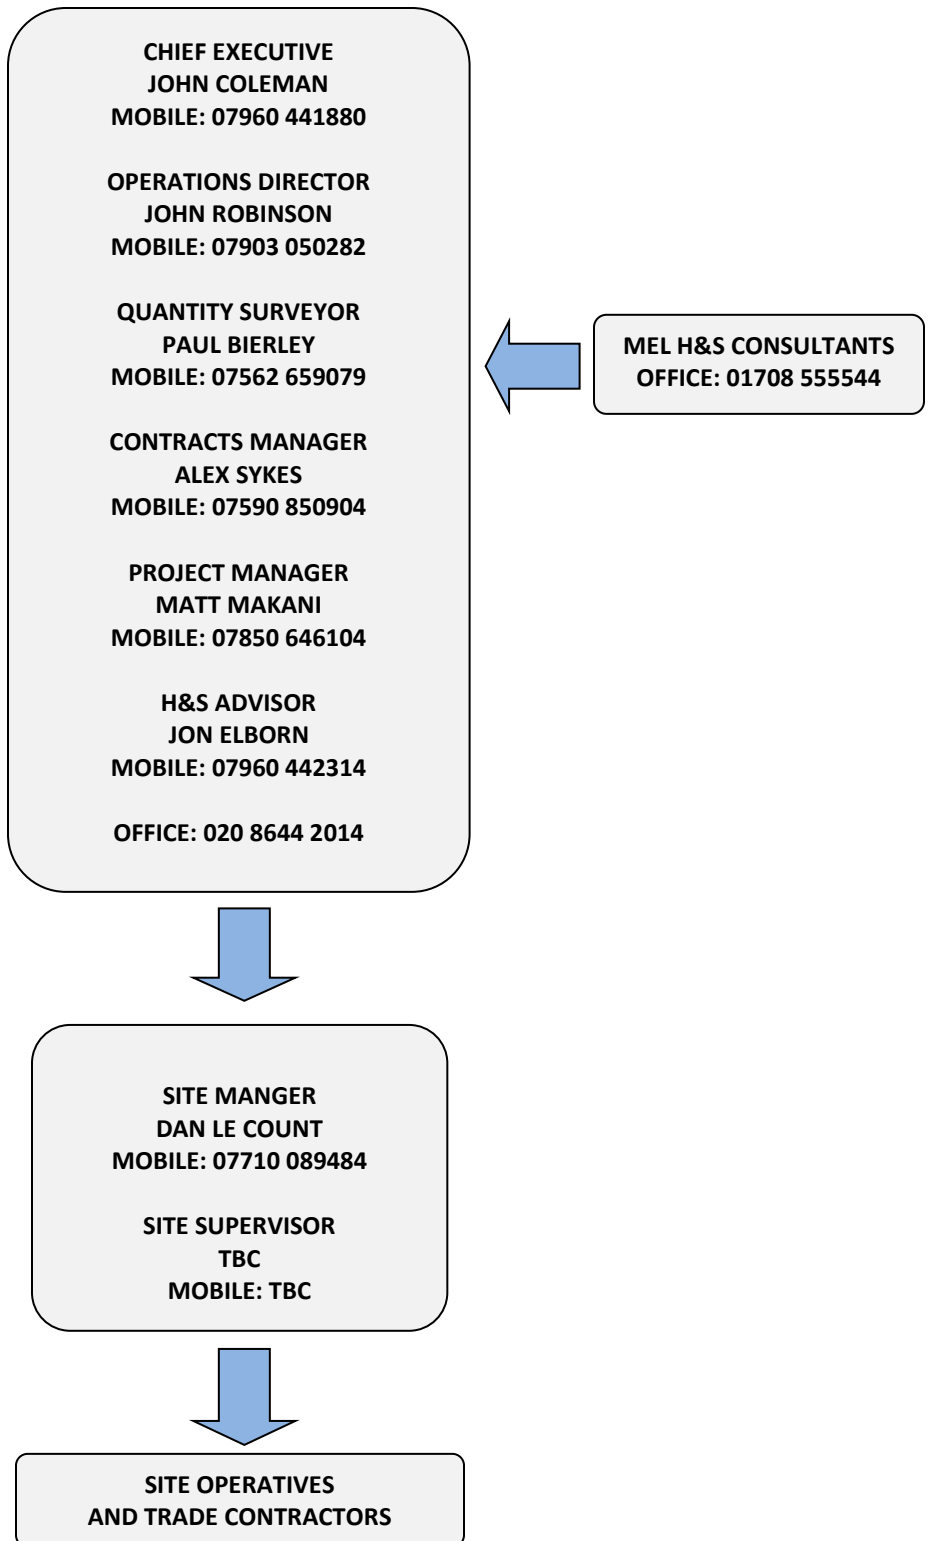 CHIEF EXECUTIVE
JOHN COLEMAN
MOBILE: 07960 441880
OPERATIONS DIRECTOR
JOHN ROBINSON
MOBILE: 07903 050282
QUANTITY SURVEYOR
PAUL BIERLEY
MOBILE: 07562 659079
CONTRACTS MANAGER
ALEX SYKES
MOBILE: 07590 850904
PROJECT MANAGER
MATT MAKANI
MOBILE: 07850 646104
H&S ADVISOR
JON ELBORN
MOBILE: 07960 442314
OFFICE: 020 8644 2014
MEL H&S CONSULTANTS
OFFICE: 01708 555544
SITE MANGER
DAN LE COUNT
MOBILE: 07710 089484
SITE SUPERVISOR
TBC
MOBILE: TBC
SITE OPERATIVES
AND TRADE CONTRACTORS